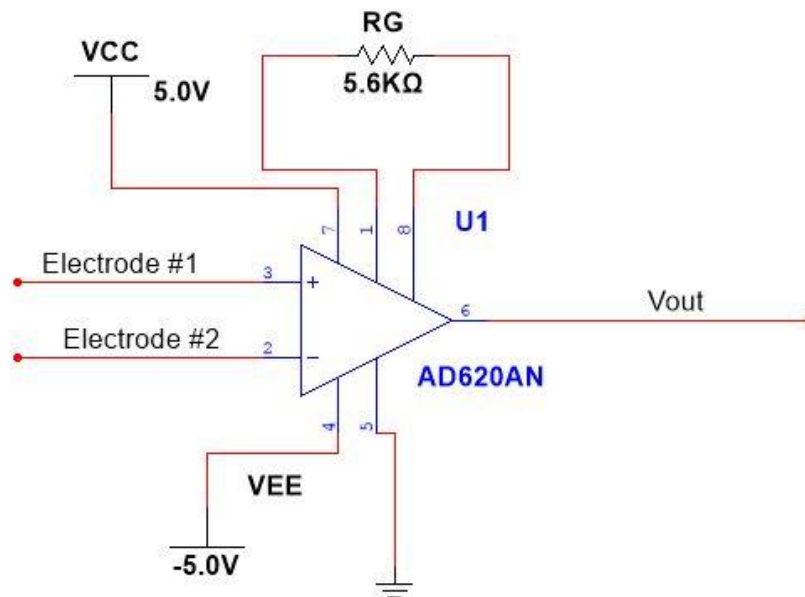 RG
VCC
5.0V
5.6KΩ
7
1
8
U1
Electrode #1
3
+
6
Vout
Electrode #2
2
−
AD620AN
4
5
VEE
-5.0V